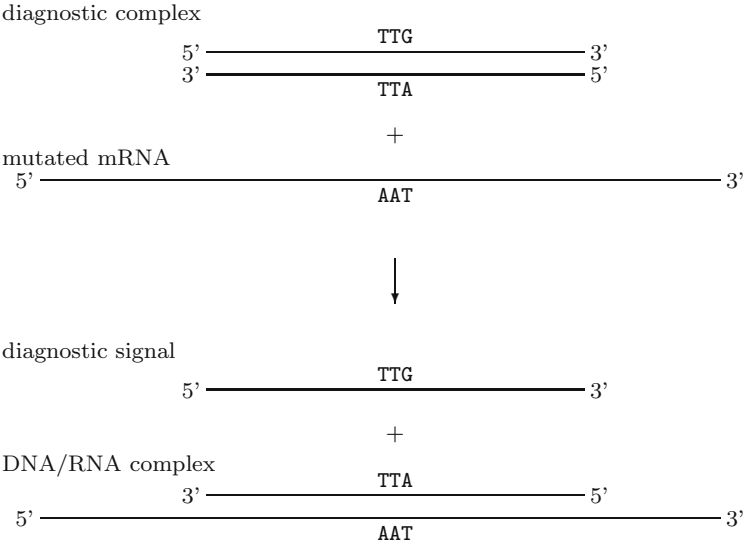 diagnostic complex
TTG
5’ 3’
3’ 5’
TTA
+
mutated mRNA
5’ 3’
AAT
diagnostic signal
TTG
5’ 3’
+
DNA/RNA complex
TTA
3’ 5’
5’ 3’
AAT